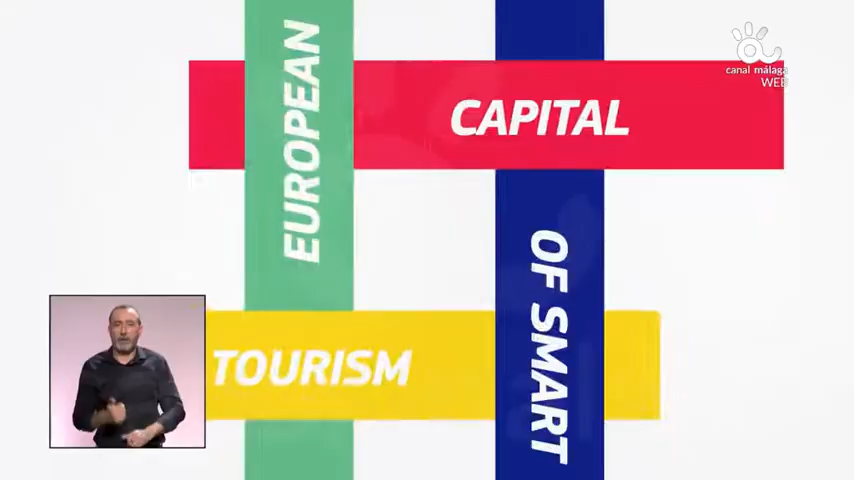 EUROPEAN
CAPITAL
OF SMART
TOURISM
canal málaga
WEB